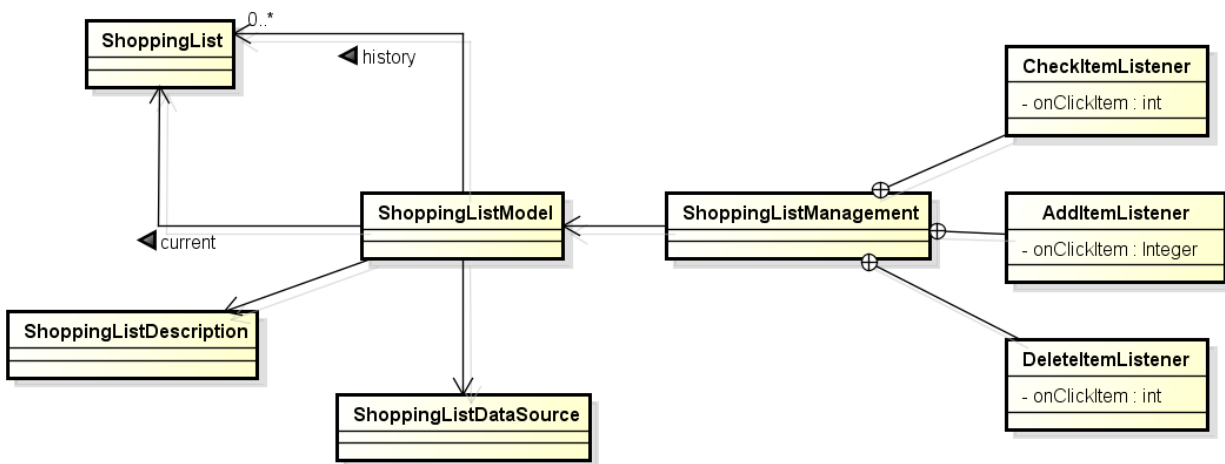 0..*
ShoppingList
history
CheckItemListener
- onClickItem : int
ShoppingListModel
ShoppingListManagement
AddItemListener
- onClickItem : Integer
current
ShoppingListDescription
DeleteItemListener
- onClickItem : int
ShoppingListDataSource